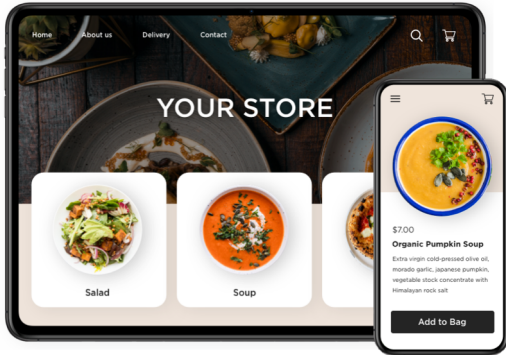 Home
About us
Delivery
Contact
YOUR STORE
Salad
Soup
$7.00
Organic Pumpkin Soup
Extra virgin cold-pressed olive oil,
morado garlic, japanese pumpkin,
vegetable stock concentrate with
Himalayan rock salt
Add to Bag